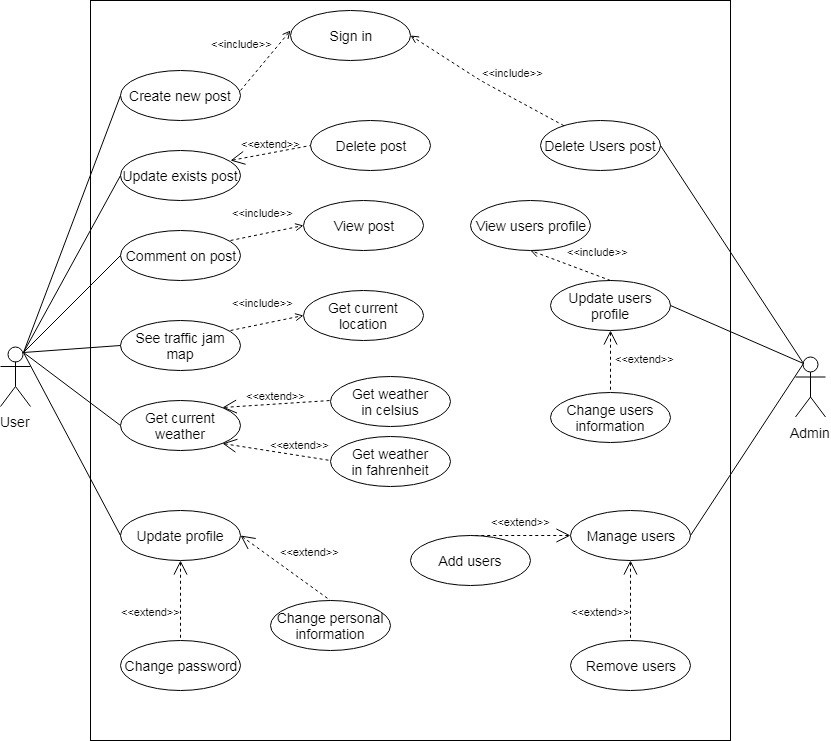 Sign in
<<include>>
<<include>>
Create new post
<<extend>>
Delete post
Delete Users post
Update exists post
<<include>>
View post
View users profile
Comment on post
<<include>>
Update users
profile
<<include>>
Get current
location
See traffic jam
map
<<extend>>
User
Admin
<<extend>>
Get weather
in celsius
Get current
weather
Change users
information
<<extend>>
Get weather
in fahrenheit
Update profile
<<extend>>
Manage users
<<extend>>
Add users
<<extend>>
Change personal
information
<<extend>>
Change password
Remove users